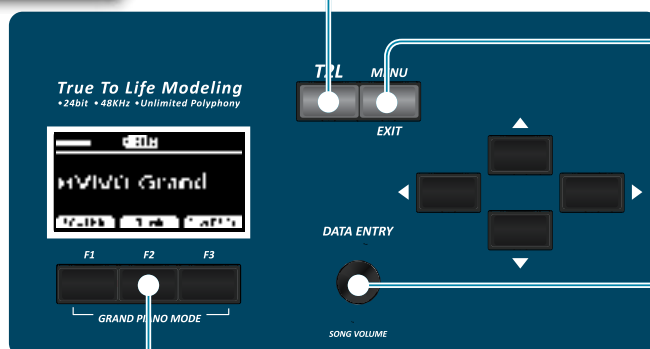 True To Life Modeling
•24bit •48KHz •Unlimited Polyphony
T2L MENU
EXIT
Grand
DATA ENTRY
F1 F2 F3
GRAND PIANO MODE
SONG VOLUME